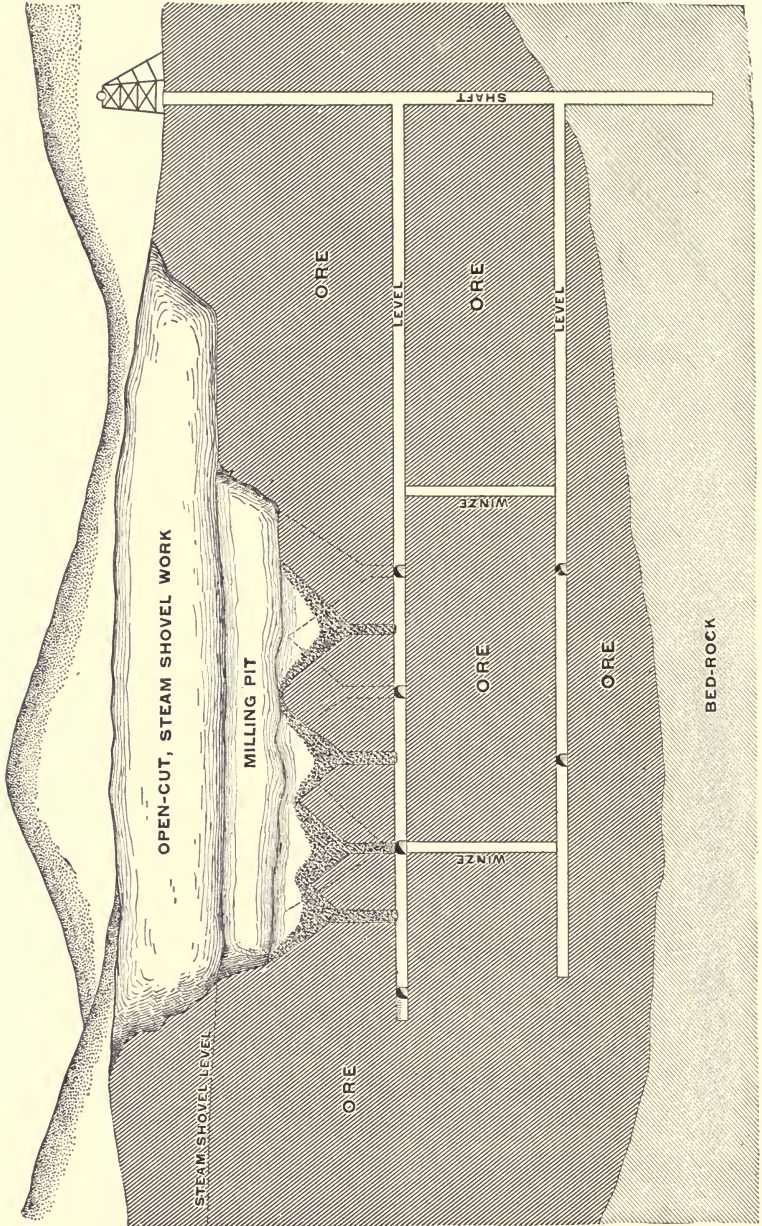 OPEN-CUT, STEAM SHOVEL WORK
STEAM SHOVEL LEVEL
MILLING PIT
ORE
ORE
LEVEL
WINZE
ORE
WINZE
ORE
SHAFT
LEVEL
ORE
BED-ROCK